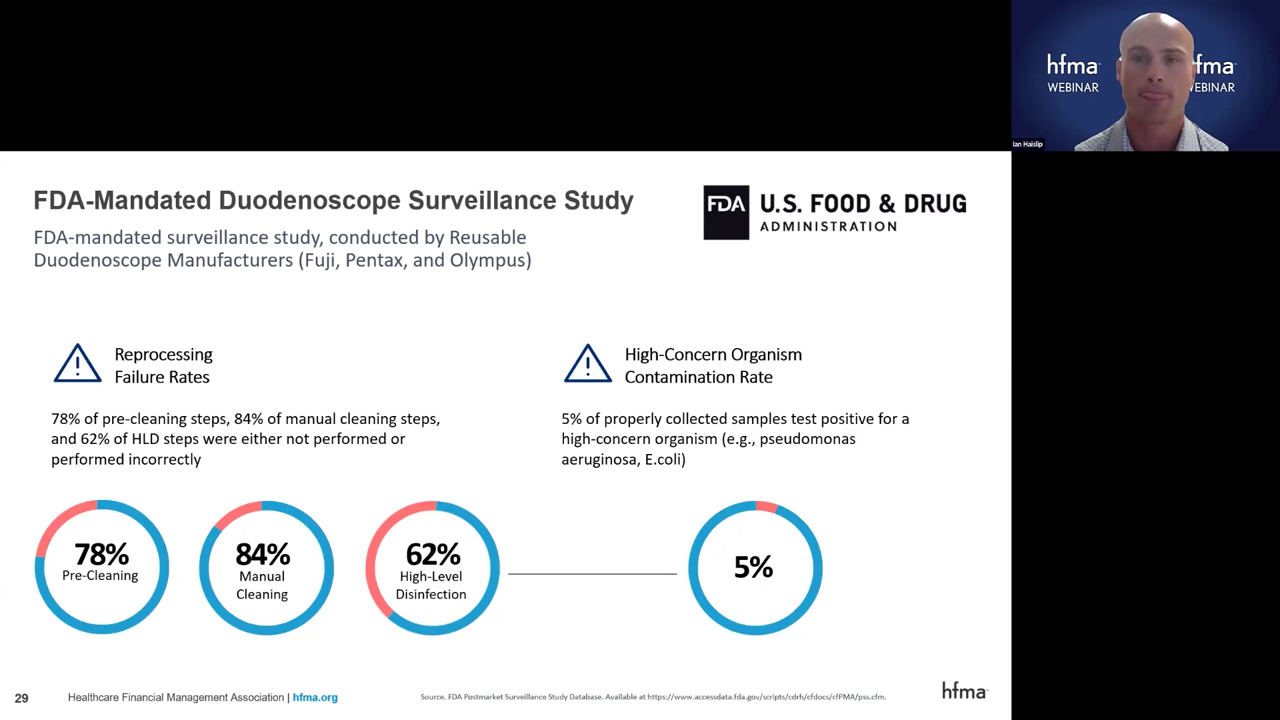 hfma
WEBINAR
fma
WEBINAR
Ian Haislip
FDA-Mandated Duodenoscope Surveillance Study
FDA-mandated surveillance study, conducted by Reusable
Duodenoscope Manufacturers (Fuji, Pentax, and Olympus)
FDA U.S. FOOD & DRUG
ADMINISTRATION
Reprocessing
Failure Rates
78% of pre-cleaning steps, 84% of manual cleaning steps,
and 62% of HLD steps were either not performed or
performed incorrectly
High-Concern Organism
Contamination Rate
5% of properly collected samples test positive for a
high-concern organism (e.g., pseudomonas
aeruginosa, E.coli)
78%
Pre-Cleaning
84%
Manual
Cleaning
62%
High-Level
Disinfection
5%
29
Healthcare Financial Management Association | hfma.org
Source. FDA Postmarket Surveillance Study Database. Available at https://www.accessdata.fda.gov/scripts/cdrh/cfdocs/cfPMA/pss.cfm.
hfma